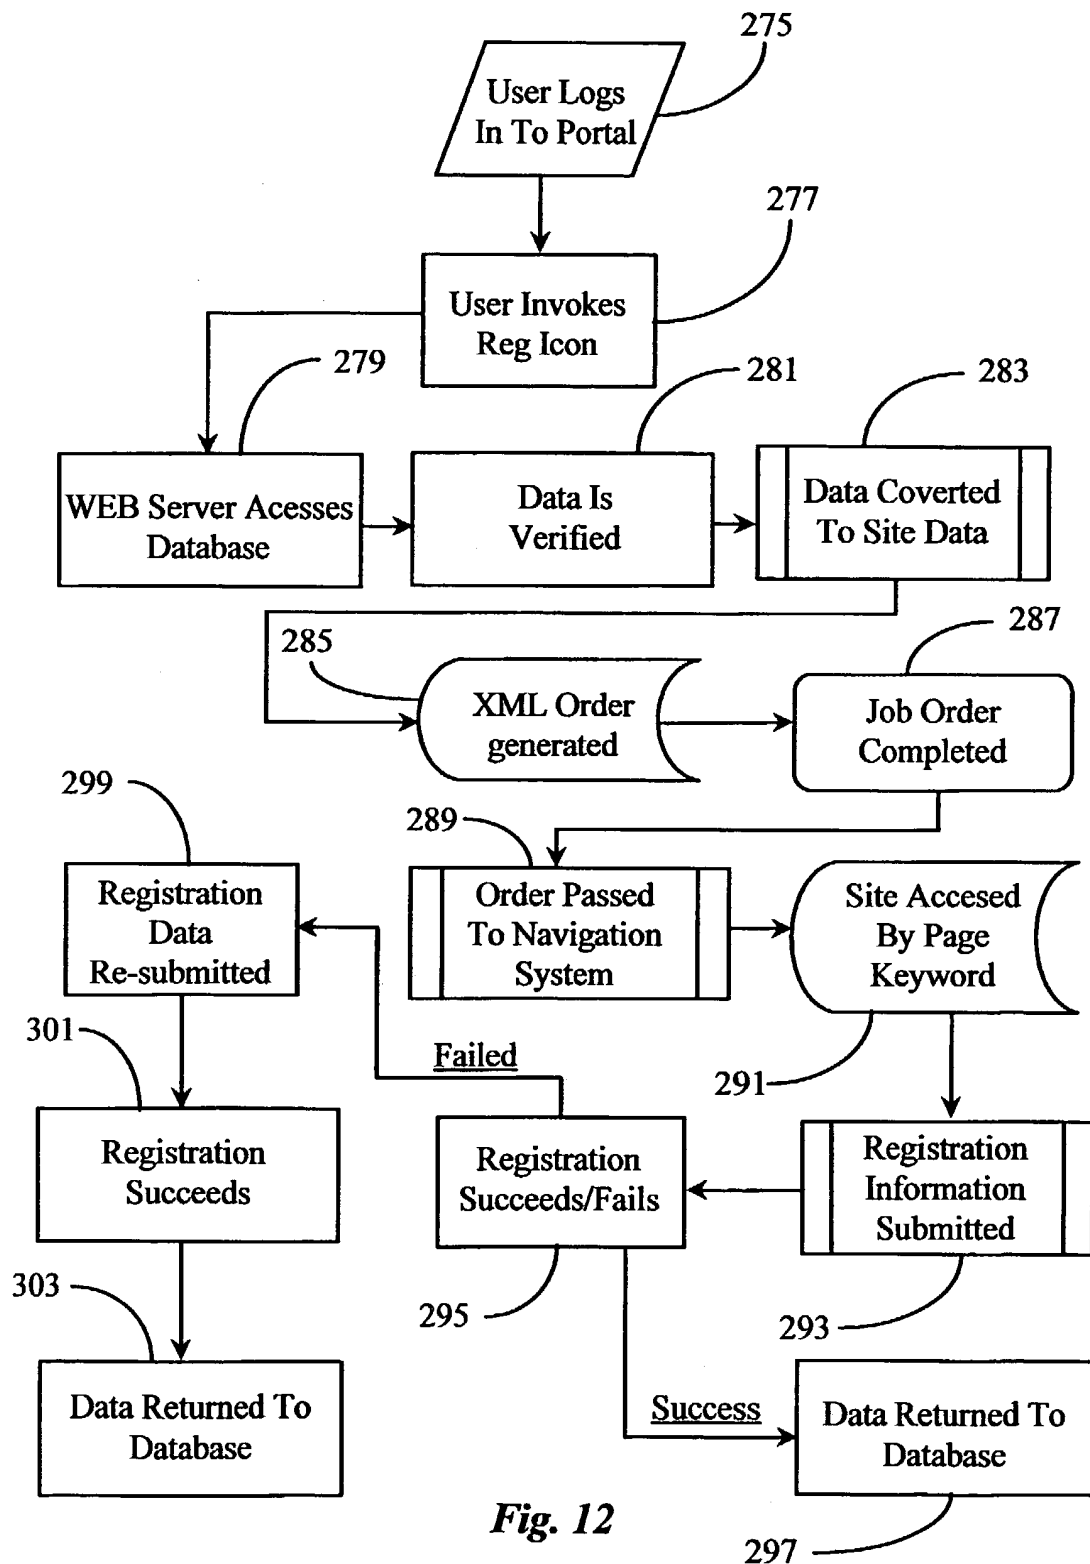 275
User Logs
In To Portal
277
User Invokes
Reg Icon
279
281
283
WEB Server Acesses
Database
Data Is
Verified
Data Coverted
To Site Data
285
287
XML Order
generated
Job Order
Completed
299
289
Registration
Data
Re-submitted
Order Passed
To Navigation
System
Site Accesed
By Page
Keyword
301
Failed
291
Registration
Succeeds
Registration
Succeeds/Fails
Registration
Information
Submitted
303
295
293
Data Returned To
Database
Success
Data Returned To
Database
Fig. 12
297